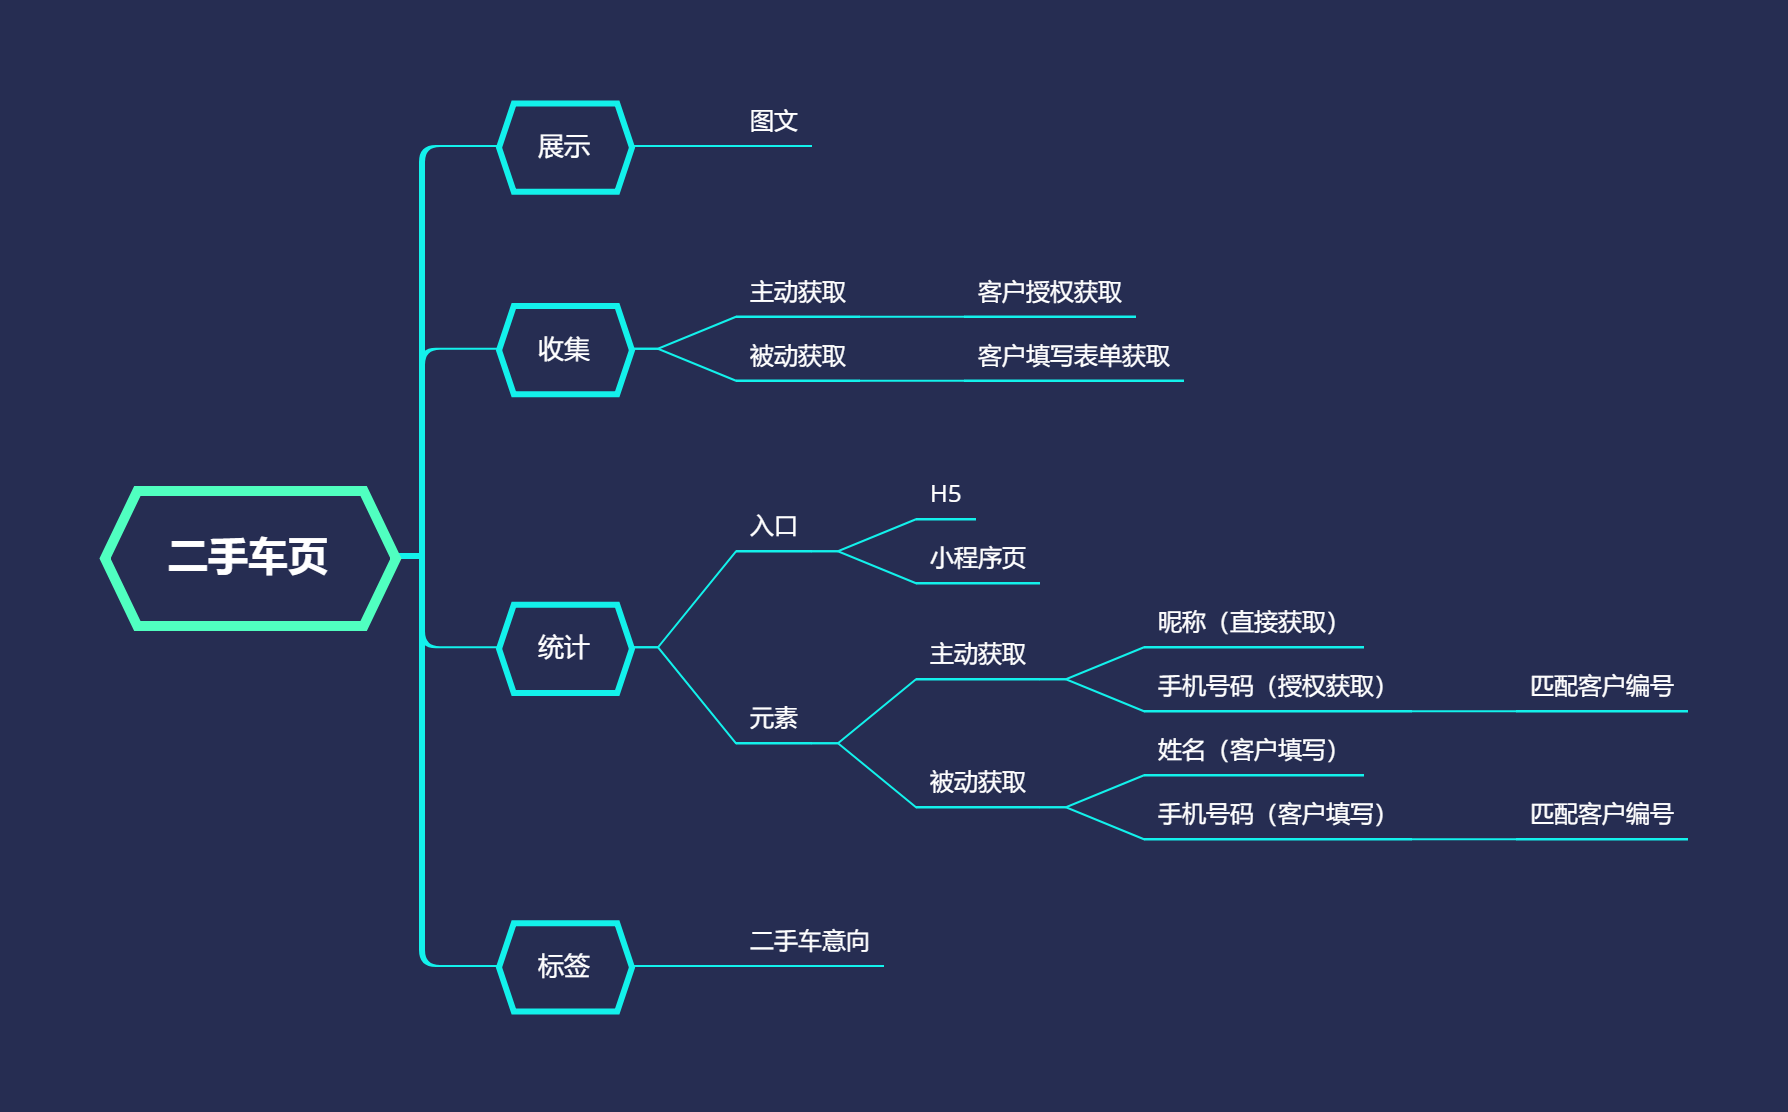 二手车页
展示
图文
收集
主动获取
客户授权获取
被动获取
客户填写表单获取
统计
入口
H5
小程序页
元素
主动获取
昵称（直接获取）
手机号码（授权获取）
匹配客户编号
被动获取
姓名（客户填写）
手机号码（客户填写）
匹配客户编号
标签
二手车意向